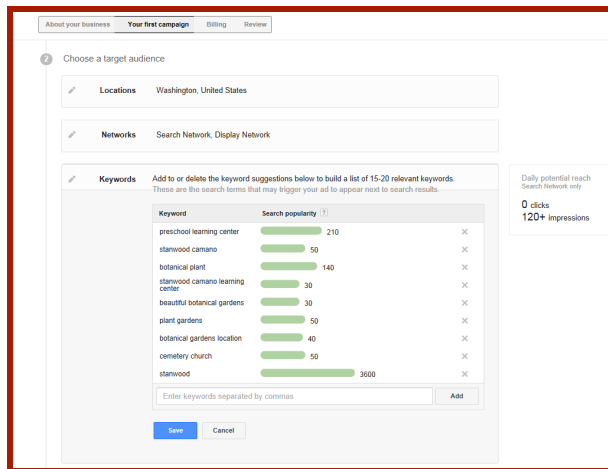 About your business Your first campaign Billing Review
2 Choose a target audience
Locations Washington, United States
Networks Search Network, Display Network
Keywords Add to or delete the keyword suggestions below to build a list of 15-20 relevant keywords.
These are the search terms that may trigger your ad to appear next to search results.
Daily potential reach
Search Network only
0 clicks
120+ impressions
Keyword Search popularity ?
preschool learning center 210
stanwood camano 50
botanical plant 140
stanwood camano learning
center 30
beautiful botanical gardens 30
plant gardens 50
botanical gardens location 40
cemetery church 50
stanwood 3600
Enter keywords separated by commas Add
Save Cancel